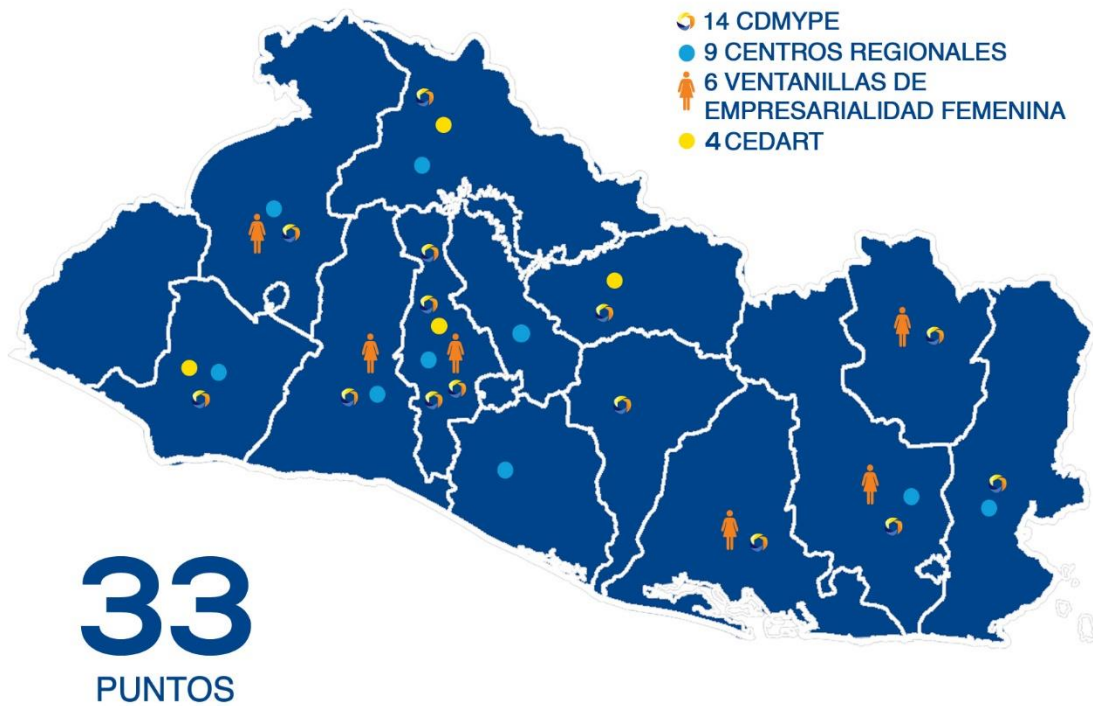 14 CDMYPE
9 CENTROS REGIONALES
6 VENTANILLAS DE
EMPRESARIALIDAD FEMENINA
4 CEDART
33
PUNTOS